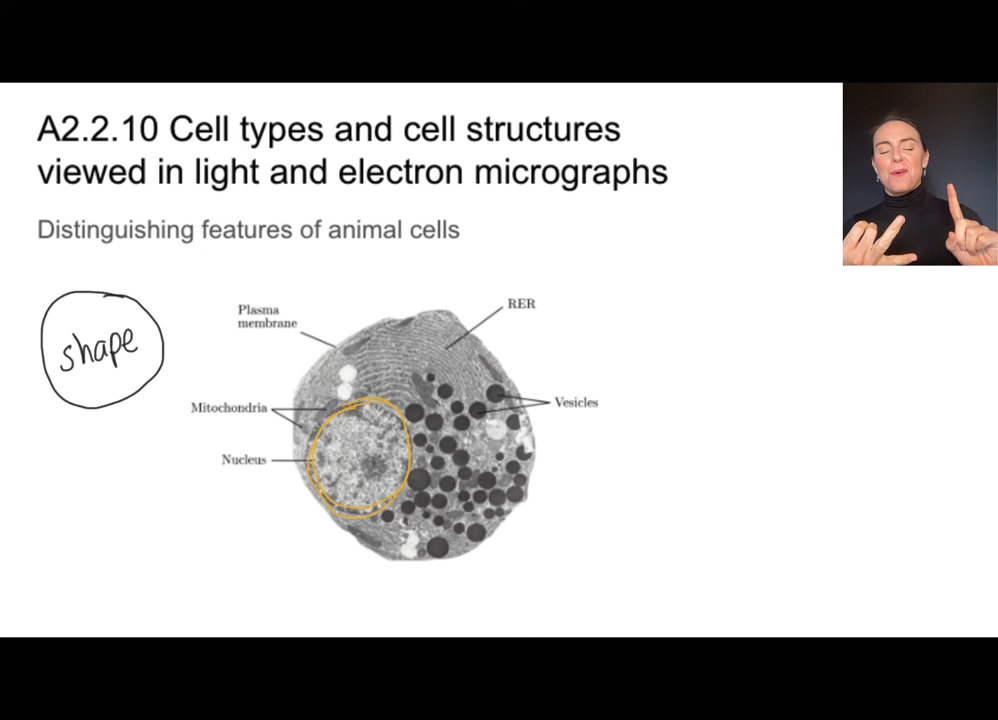 A2.2.10 Cell types and cell structures
viewed in light and electron micrographs
Distinguishing features of animal cells
shape
Plasma
membrane
RER
Mitochondria
Vesicles
Nucleus